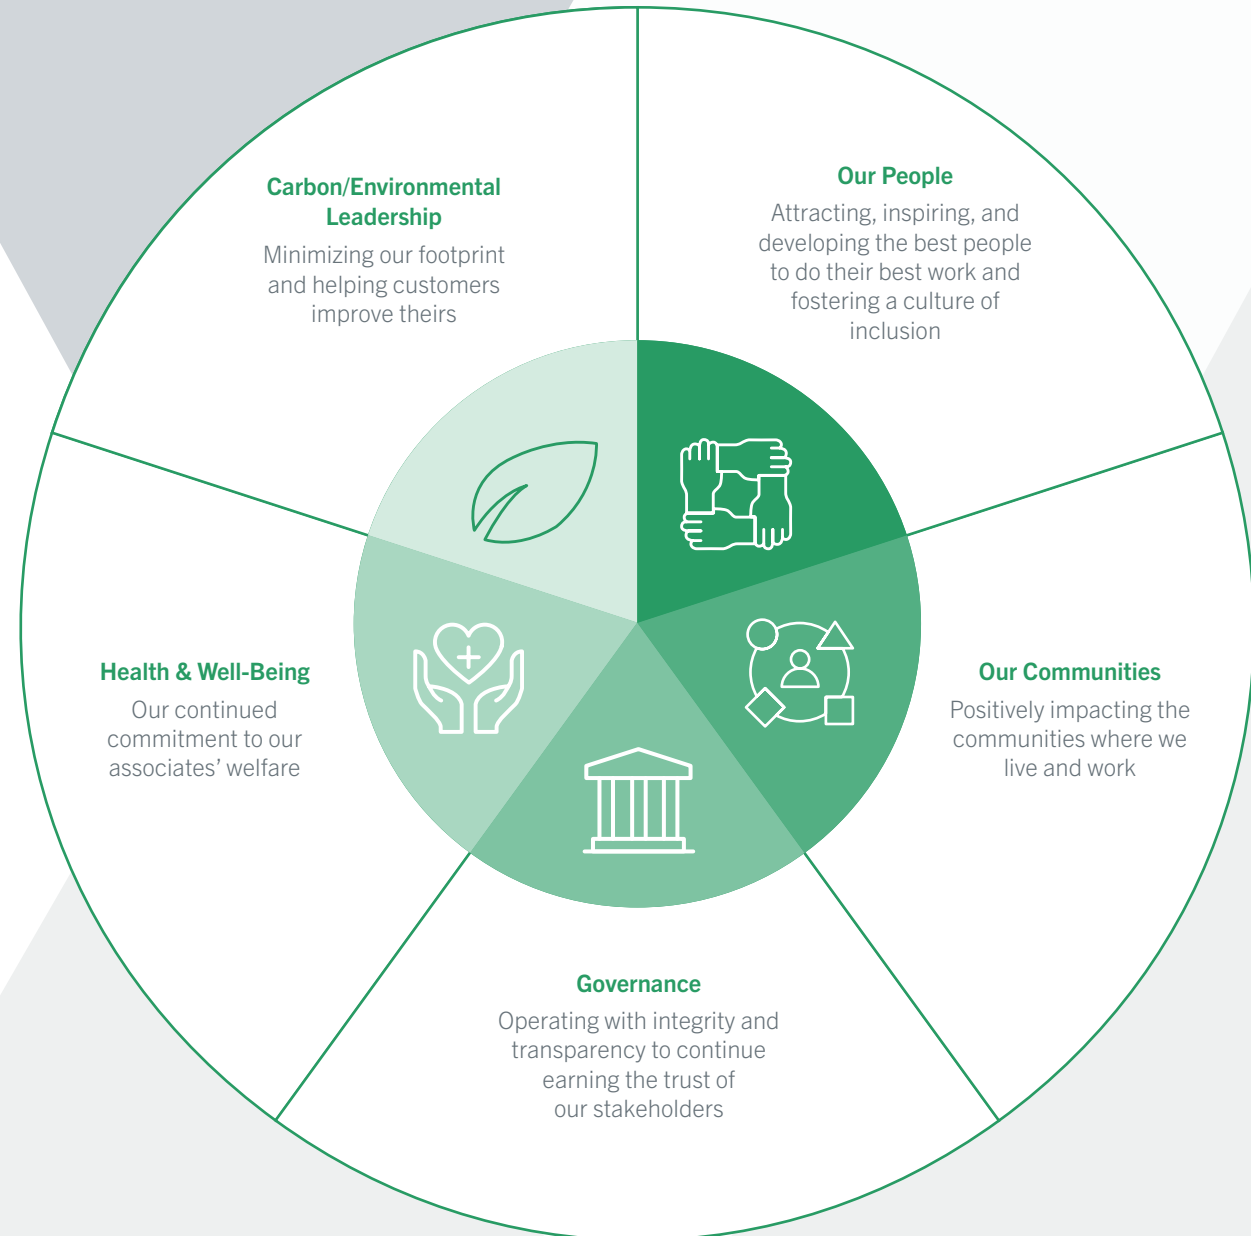 Carbon/Environmental
Leadership
Minimizing our footprint
and helping customers
improve theirs
Our People
Attracting, inspiring, and
developing the best people
to do their best work and
fostering a culture of
inclusion
Health & Well-Being
Our continued
commitment to our
associates’ welfare
Our Communities
Positively impacting the
communities where we
live and work
Governance
Operating with integrity and
transparency to continue
earning the trust of
our stakeholders